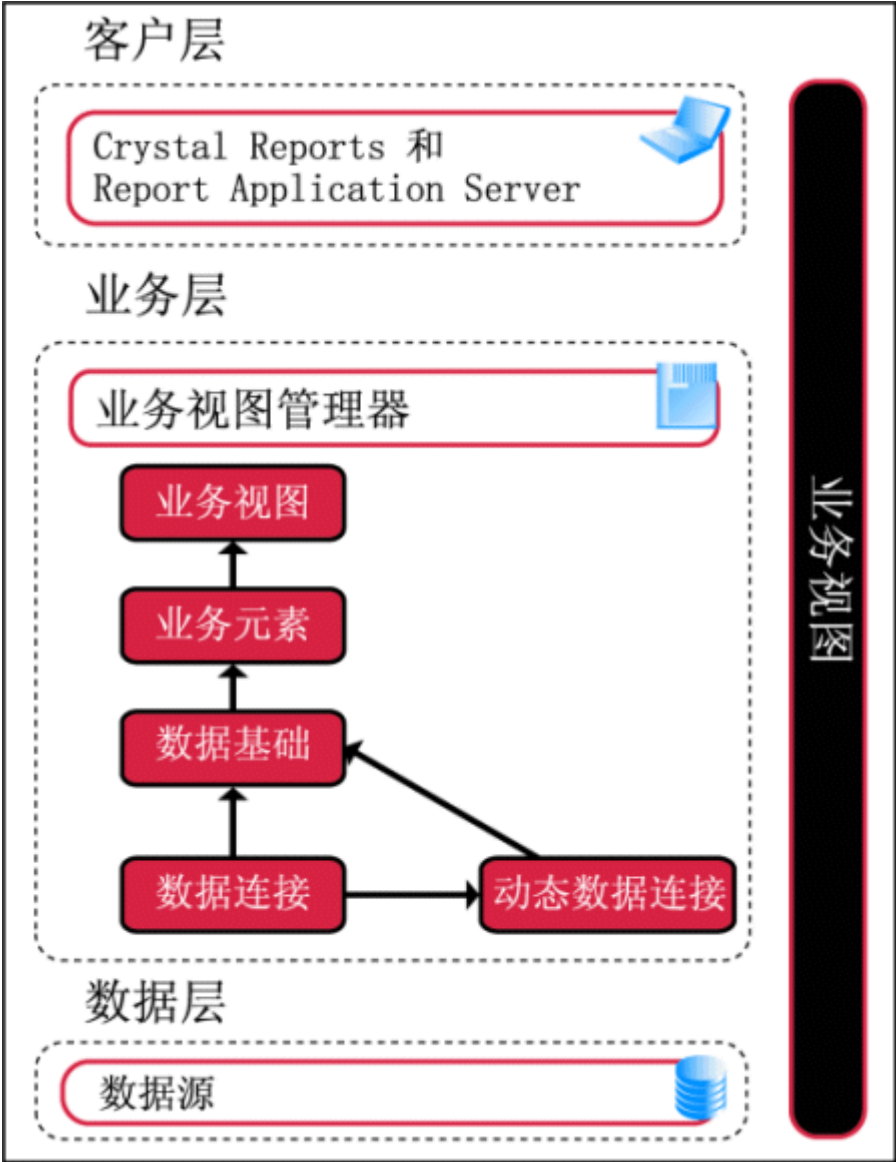 客户层
Crystal Reports 和
Report Application Server
业务层
业务视图管理器
业务视图
业务元素
数据基础
数据连接
动态数据连接
数据层
数据源
业务视图